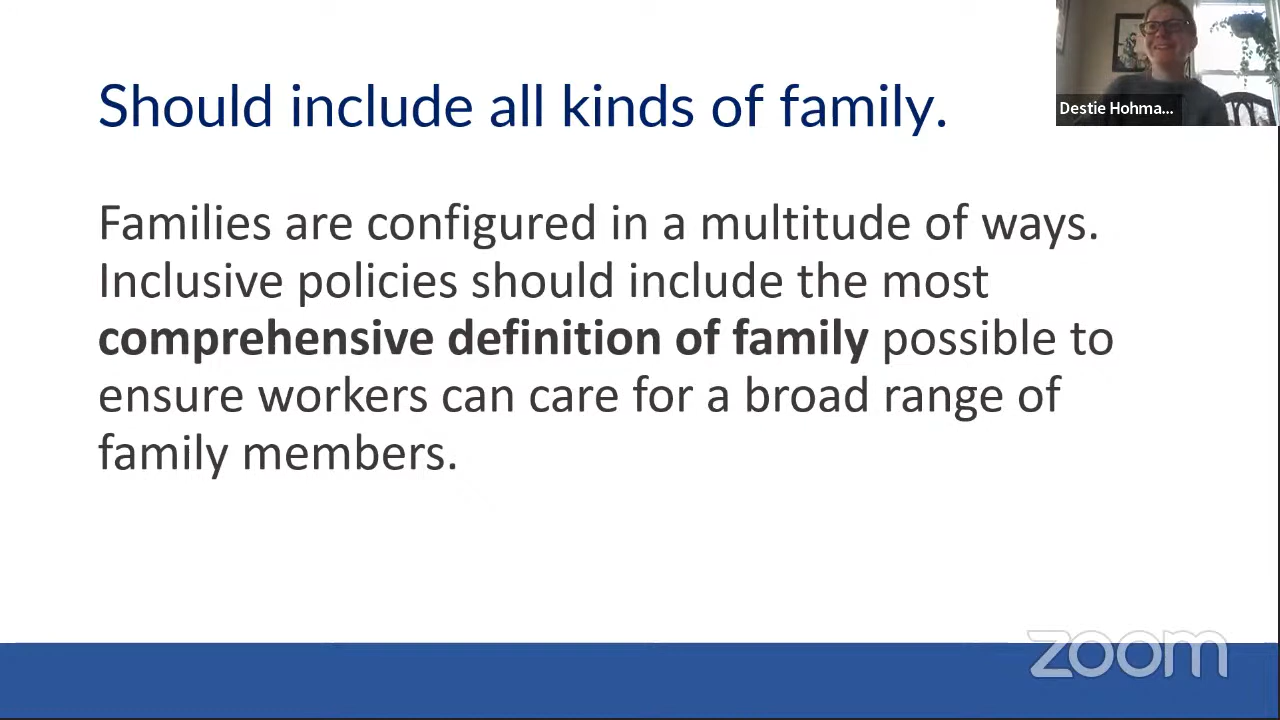 Should include all kinds of family.
Destie Hohma...
Families are configured in a multitude of ways.
Inclusive policies should include the most
comprehensive definition of family possible to
ensure workers can care for a broad range of
family members.
zoom